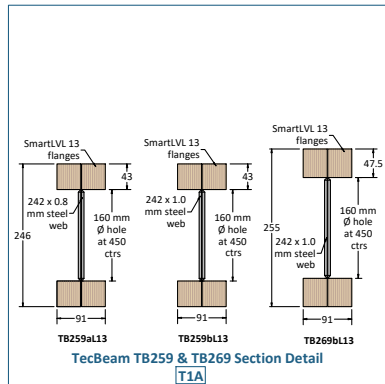 SmartLVL 13
flanges
43
242 x 0.8
mm steel
web
160 mm
Ø hole
at 450
ctrs
246
91
TB259aL13
SmartLVL 13
flanges
43
242 x 1.0
mm steel
web
160 mm
Ø hole
at 450
ctrs
91
TB259bL13
SmartLVL 13
flanges
47.5
242 x 1.0
mm steel
web
160 mm
Ø hole
at 450
ctrs
255
91
TB269bL13
TecBeam TB259 & TB269 Section Detail
T1A